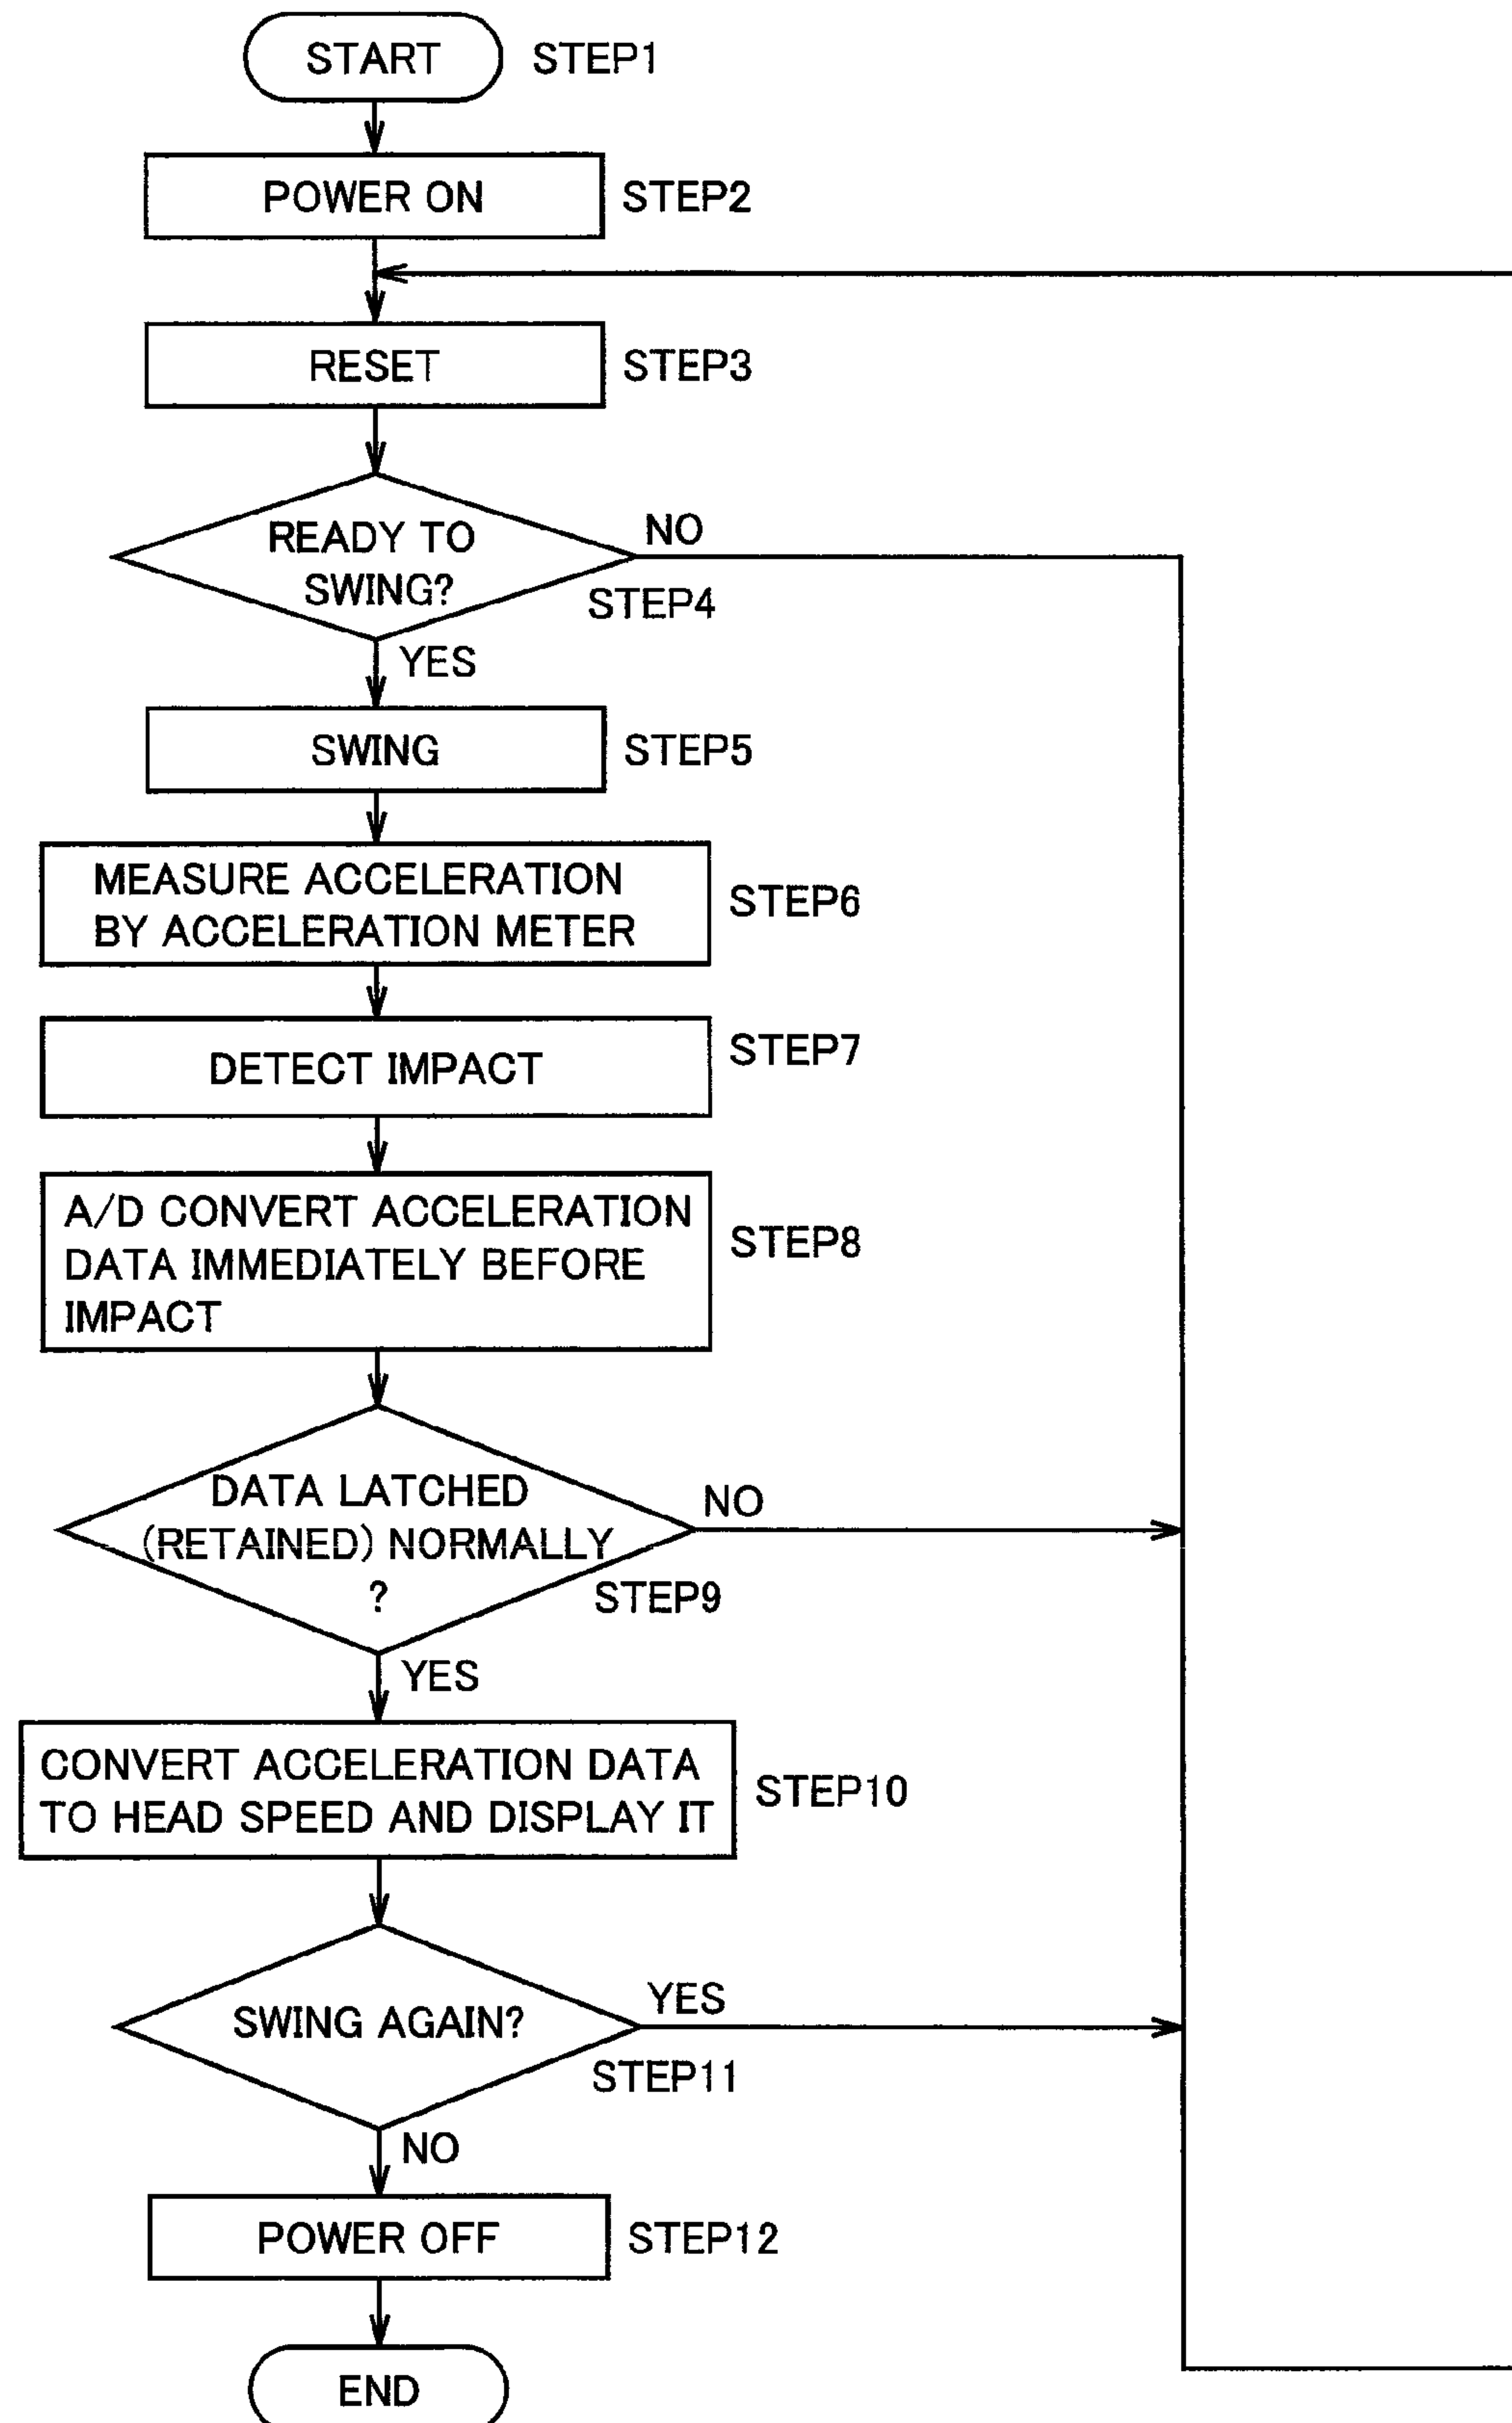 START STEP1
POWER ON STEP2
RESET STEP3
READY TO
SWING?
NO
STEP4
YES
SWING STEP5
MEASURE ACCELERATION
BY ACCELERATION METER
STEP6
DETECT IMPACT
STEP7
A/D CONVERT ACCELERATION
DATA IMMEDIATELY BEFORE
IMPACT
STEP8
DATA LATCHED
(RETAINED) NORMALLY
?
NO
STEP9
YES
CONVERT ACCELERATION DATA
TO HEAD SPEED AND DISPLAY IT
STEP10
SWING AGAIN?
YES
STEP11
NO
POWER OFF STEP12
END